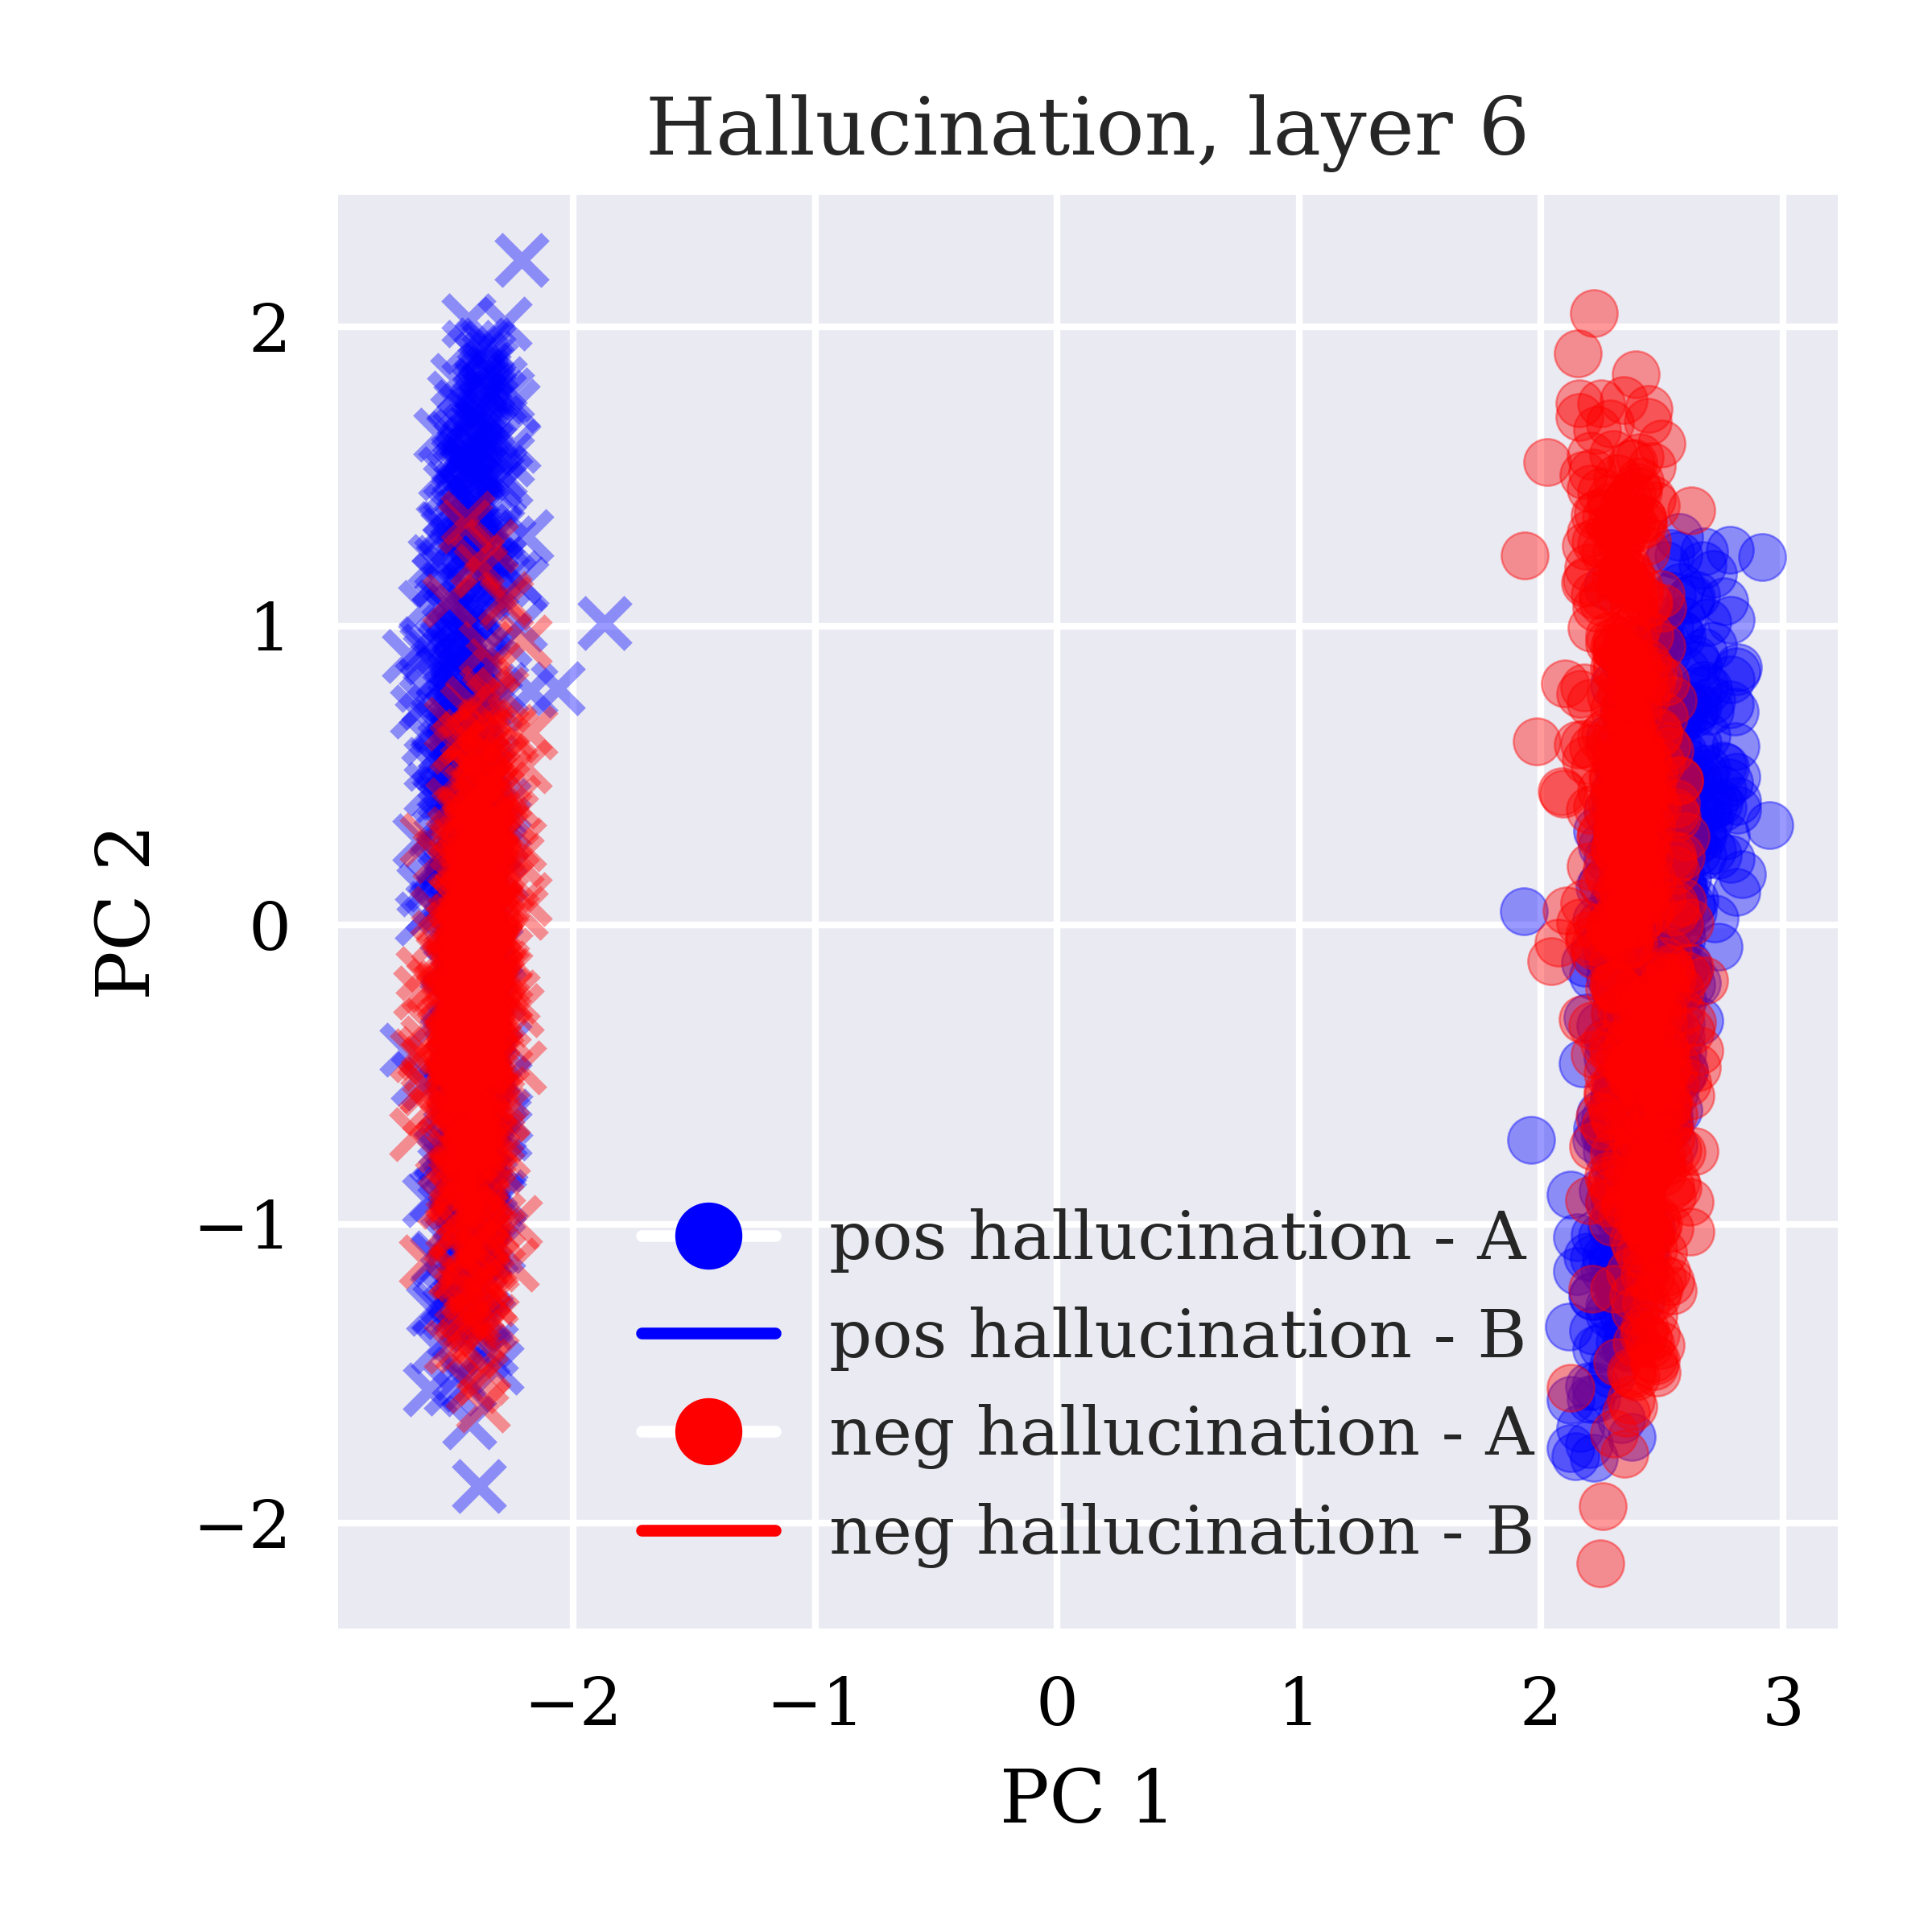 Hallucination, layer 6
PC 2
2
1
0
−1
−2
pos hallucination - A
pos hallucination - B
neg hallucination - A
neg hallucination - B
−2
−1
0
1
2
3
PC 1